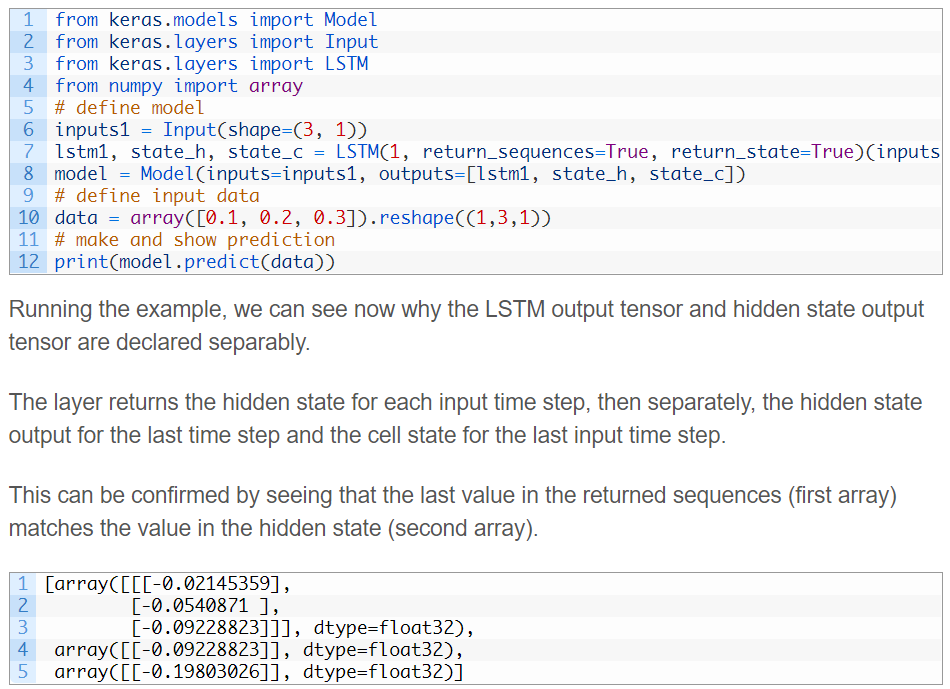 1 from keras.models import Model
2 from keras.layers import Input
3 from keras.layers import LSTM
4 from numpy import array
5 # define model
6 inputs1 = Input(shape=(3, 1))
7 lstm1, state_h, state_c = LSTM(1, return_sequences=True, return_state=True)(inputs
8 model = Model(inputs=inputs1, outputs=[lstm1, state_h, state_c])
9 # define input data
10 data = array([0.1, 0.2, 0.3]).reshape((1,3,1))
11 # make and show prediction
12 print(model.predict(data))
Running the example, we can see now why the LSTM output tensor and hidden state output
tensor are declared separably.
The layer returns the hidden state for each input time step, then separately, the hidden state
output for the last time step and the cell state for the last input time step.
This can be confirmed by seeing that the last value in the returned sequences (first array)
matches the value in the hidden state (second array).
1 [array([[[-0.02145359],
2         [-0.0540871 ],
3         [-0.09228823]]], dtype=float32),
4  array([[-0.09228823]], dtype=float32),
5  array([[-0.19803026]], dtype=float32)]